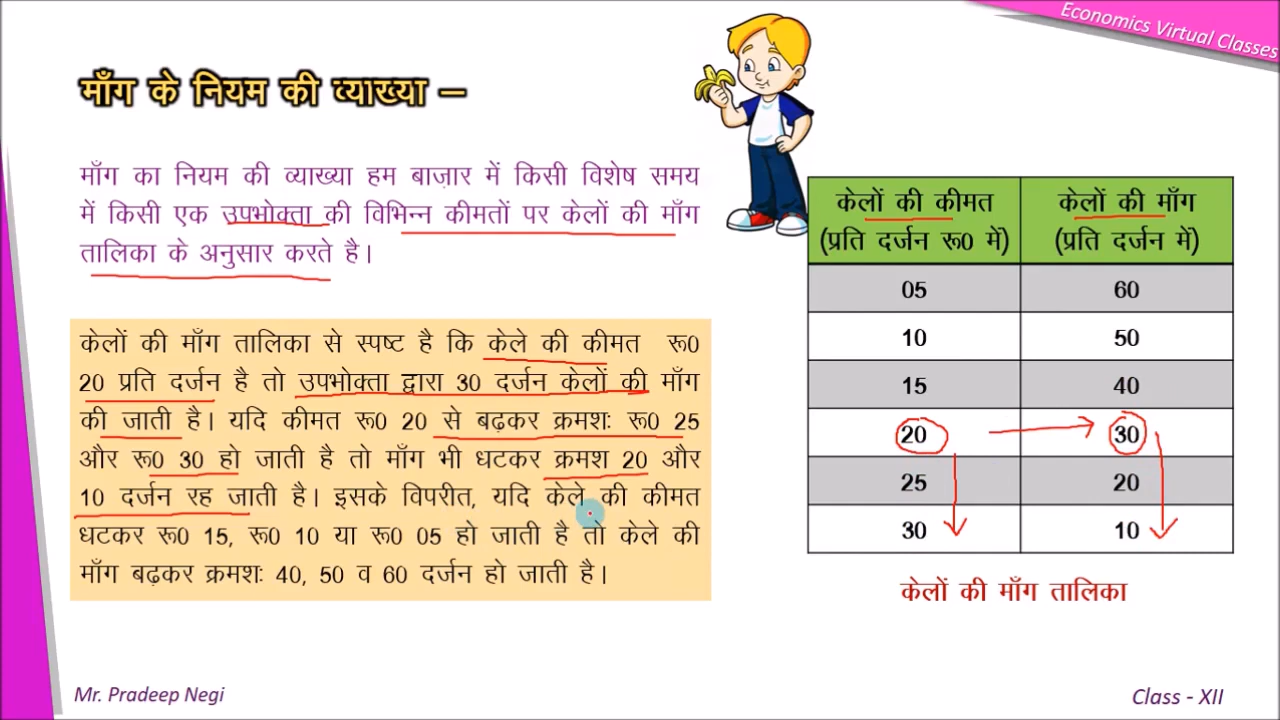 Economics Virtual Classes
माँग के नियम की व्याख्या –
माँग का नियम की व्याख्या हम बाज़ार में किसी विशेष समय
में किसी एक उपभोक्ता की विभिन्न कीमतों पर केलों की माँग
तालिका के अनुसार करते है।
केलों की माँग तालिका से स्पष्ट है कि केले की कीमत रू0
20 प्रति दर्जन है तो उपभोक्ता द्वारा 30 दर्जन केलों की माँग
की जाती है। यदि कीमत रू0 20 से बढ़कर क्रमशः रू0 25
और रू0 30 हो जाती है तो माँग भी धटकर क्रमश 20 और
10 दर्जन रह जाती है। इसके विपरीत, यदि केले की कीमत
धटकर रू0 15, रू0 10 या रू0 05 हो जाती है तो केले की
माँग बढ़कर क्रमशः 40, 50 व 60 दर्जन हो जाती है।
केलों की कीमत केलों की माँग
(प्रति दर्जन रू0 में) (प्रति दर्जन में)
05 60
10 50
15 40
20 30
25 20
30 10
केलों की माँग तालिका
Mr. Pradeep Negi
Class - XII